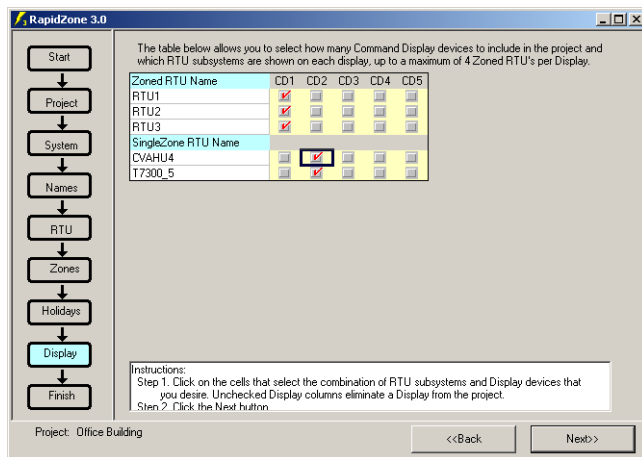 RapidZone 3.0
Start
Project
System
Names
RTU
Zones
Holidays
Display
Finish
The table below allows you to select how many Command Display devices to include in the project and
which RTU subsystems are shown on each display, up to a maximum of 4 Zoned RTU's per Display.
Zoned RTU Name CD1 CD2 CD3 CD4 CD5
RTU1
RTU2
RTU3
SingleZone RTU Name
CVAHU4
T7300_5
Instructions:
Step 1. Click on the cells that select the combination of RTU subsystems and Display devices that
you desire. Unchecked Display columns eliminate a Display from the project.
Step 2. Click the Next button
Project: Office Building
<<Back
Next>>